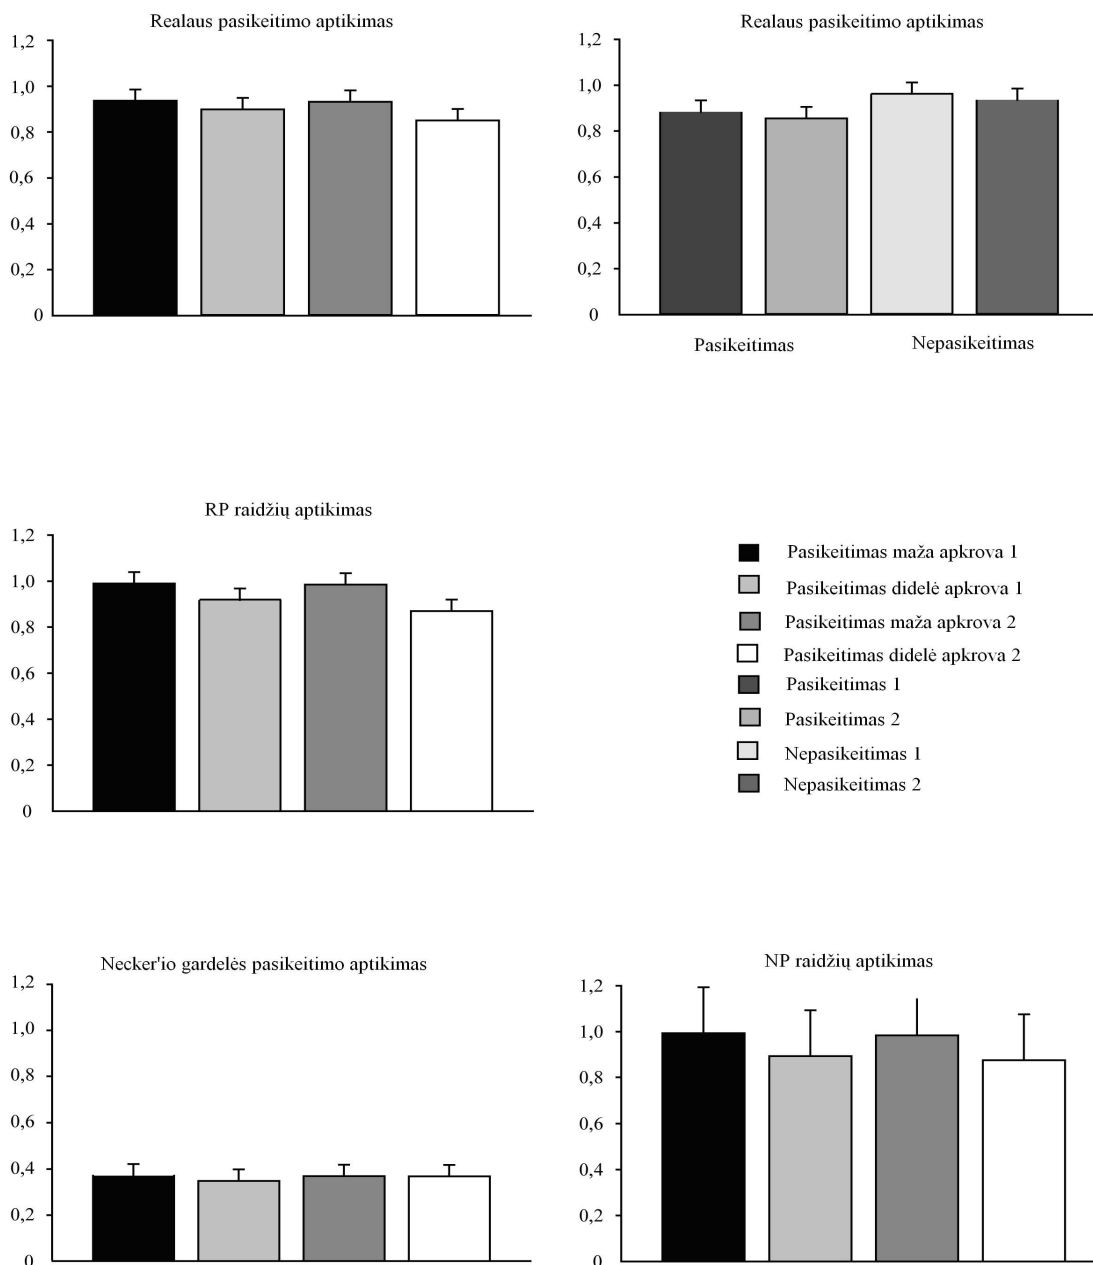 Realaus pasikeitimo aptikimas
1,2
1,0
0,8
0,6
0,4
0,2
0
Realaus pasikeitimo aptikimas
1,2
1,0
0,8
0,6
0,4
0,2
0
Pasikeitimas
Nepasikeitimas
RP raidžių aptikimas
1,2
1,0
0,8
0,6
0,4
0,2
0
Pasikeitimas maža apkrova 1
Pasikeitimas didelė apkrova 1
Pasikeitimas maža apkrova 2
Pasikeitimas didelė apkrova 2
Pasikeitimas 1
Pasikeitimas 2
Nepasikeitimas 1
Nepasikeitimas 2
Necker'io gardelės pasikeitimo aptikimas
1,2
1,0
0,8
0,6
0,4
0,2
0
NP raidžių aptikimas
1,2
1,0
0,8
0,6
0,4
0,2
0